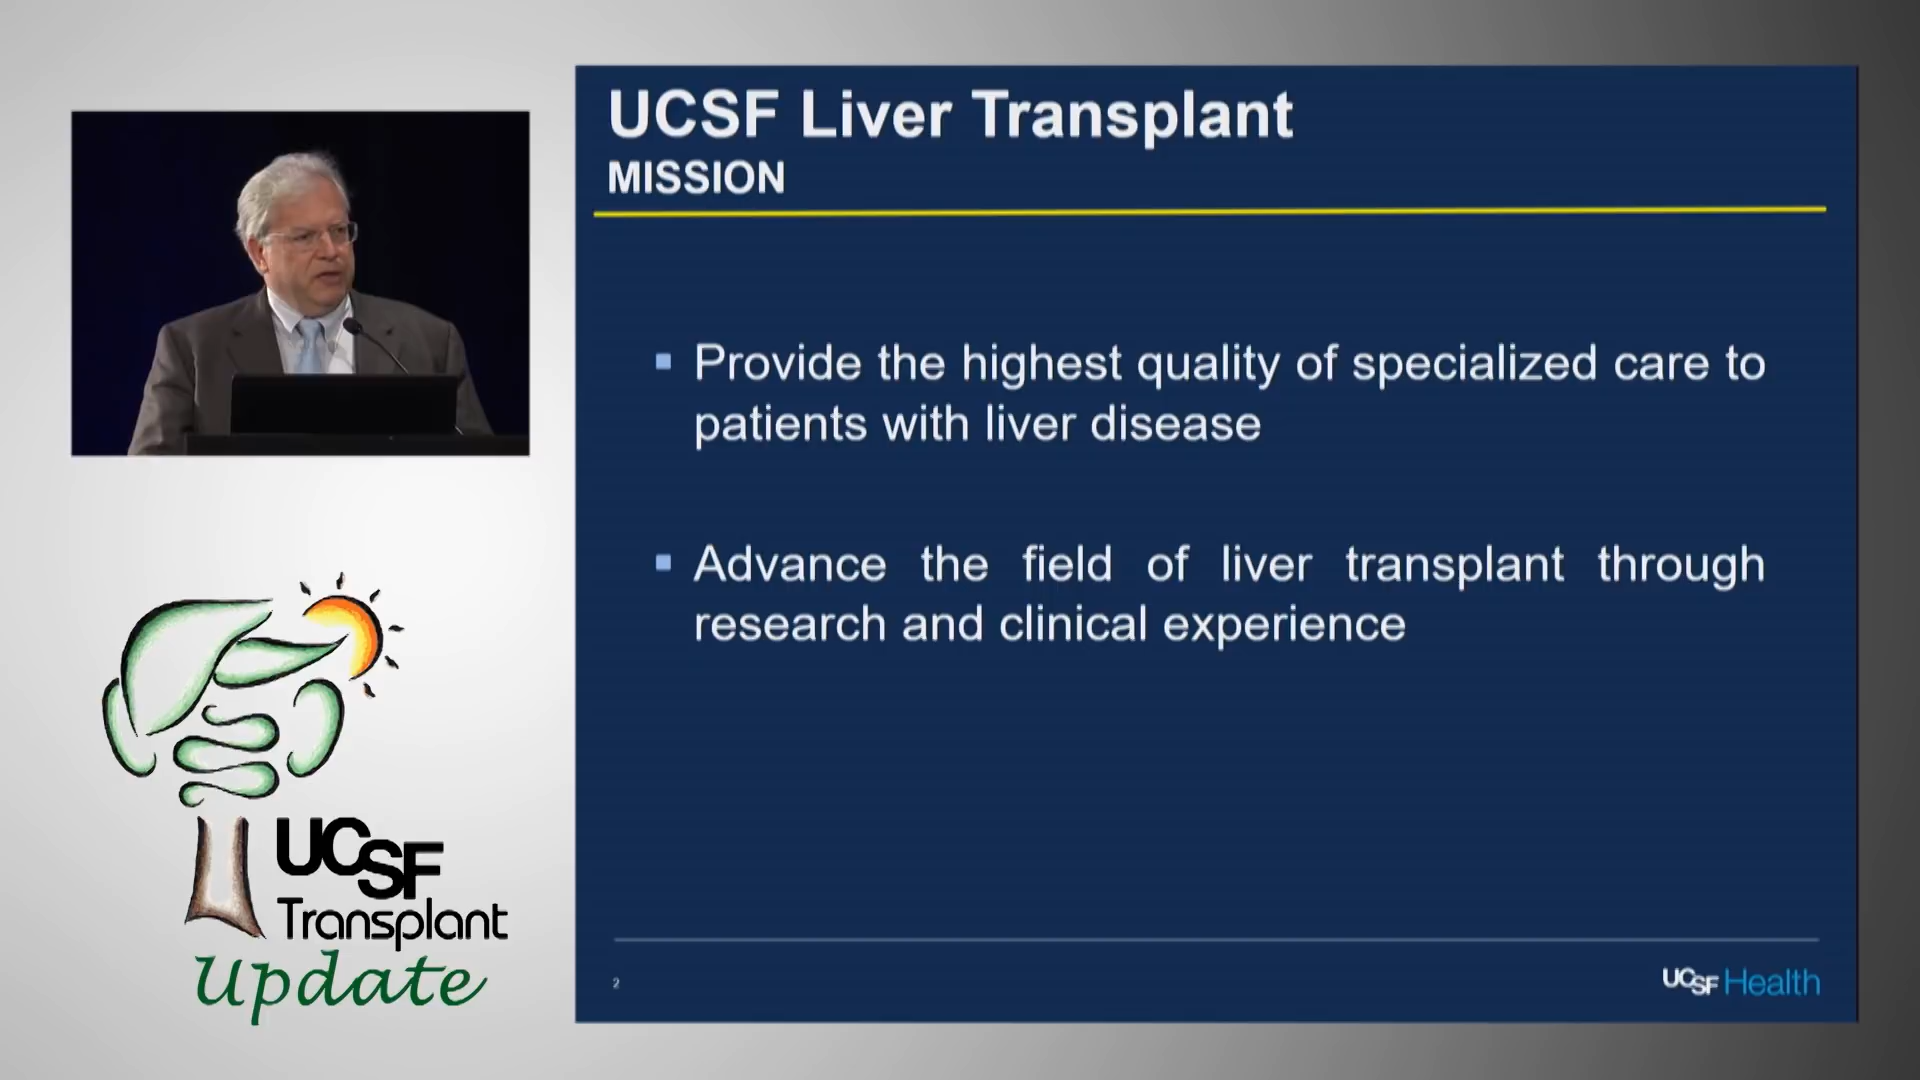 UCSF Liver Transplant
MISSION
Provide the highest quality of specialized care to
patients with liver disease
Advance the field of liver transplant through
research and clinical experience
2
UCSF Health
UCSF
Transplant
Update